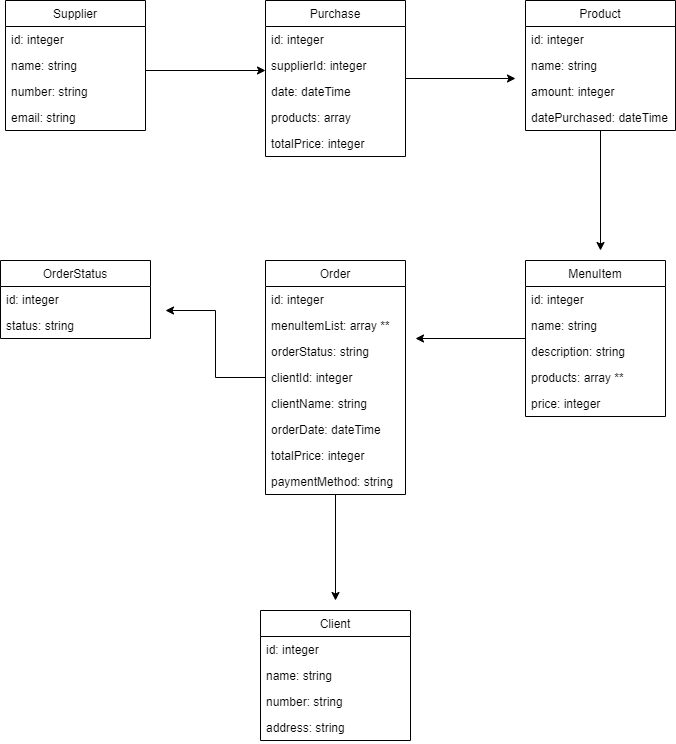 Supplier
id: integer
name: string
number: string
email: string
Purchase
id: integer
supplierId: integer
date: dateTime
products: array
totalPrice: integer
Product
id: integer
name: string
amount: integer
datePurchased: dateTime
OrderStatus
id: integer
status: string
Order
id: integer
menuItemList: array **
orderStatus: string
clientId: integer
clientName: string
orderDate: dateTime
totalPrice: integer
paymentMethod: string
MenuItem
id: integer
name: string
description: string
products: array **
price: integer
Client
id: integer
name: string
number: string
address: string